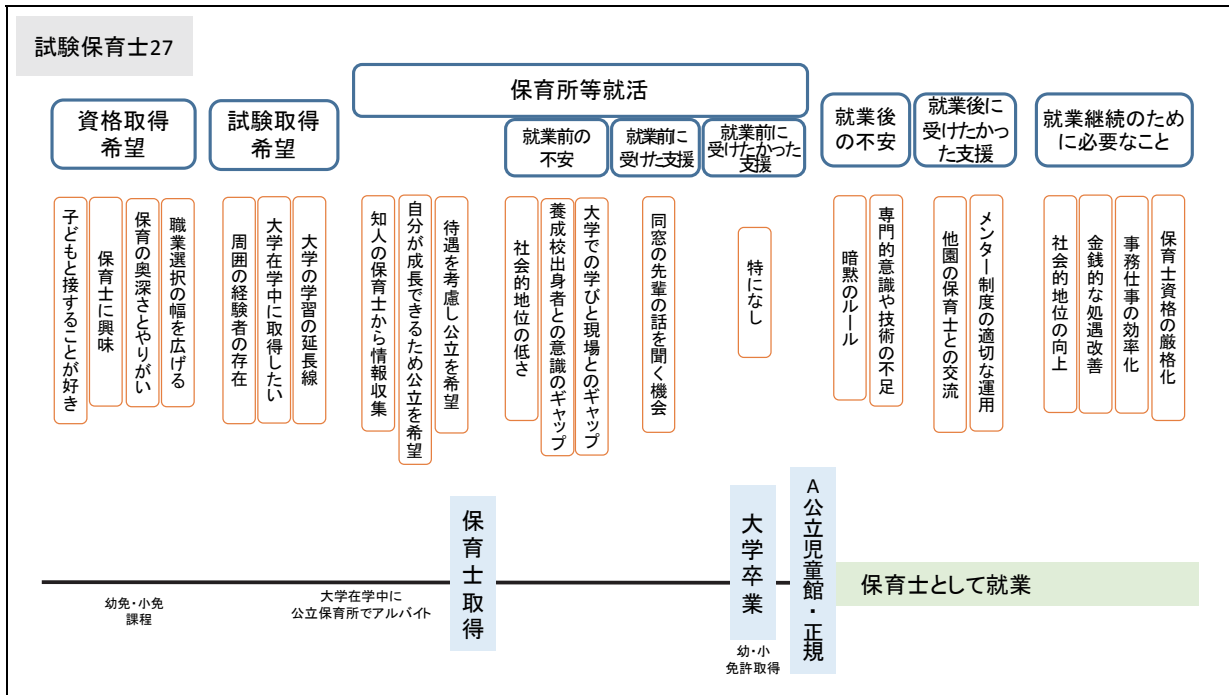 試験保育士27
保育所等就活
資格取得
希望
試験取得
希望
就業前の
不安
就業前に
受けた支援
就業前に
受けたかった
支援
就業後
の不安
就業後に
受けたかっ
た支援
就業継続のため
に必要なこと
子どもと接することが好き
保育士に興味
保育の奥深さとやりがい
職業選択の幅を広げる
周囲の経験者の存在
大学在学中に取得したい
大学の学習の延長線
知人の保育士から情報収集
自分が成長できるため公立を希望
待遇を考慮し公立を希望
社会的地位の低さ
養成校出身者との意識のギャップ
大学での学びと現場とのギャップ
同窓の先輩の話を聞く機会
特になし
暗黙のルール
専門的意識や技術の不足
他園の保育士との交流
メンター制度の適切な運用
社会的地位の向上
金銭的な処遇改善
事務仕事の効率化
保育士資格の厳格化
幼免・小免
課程
大学在学中に
公立保育所でアルバイト
保育士取得
大学卒業
幼・小
免許取得
A公立児童館・正規
保育士として就業